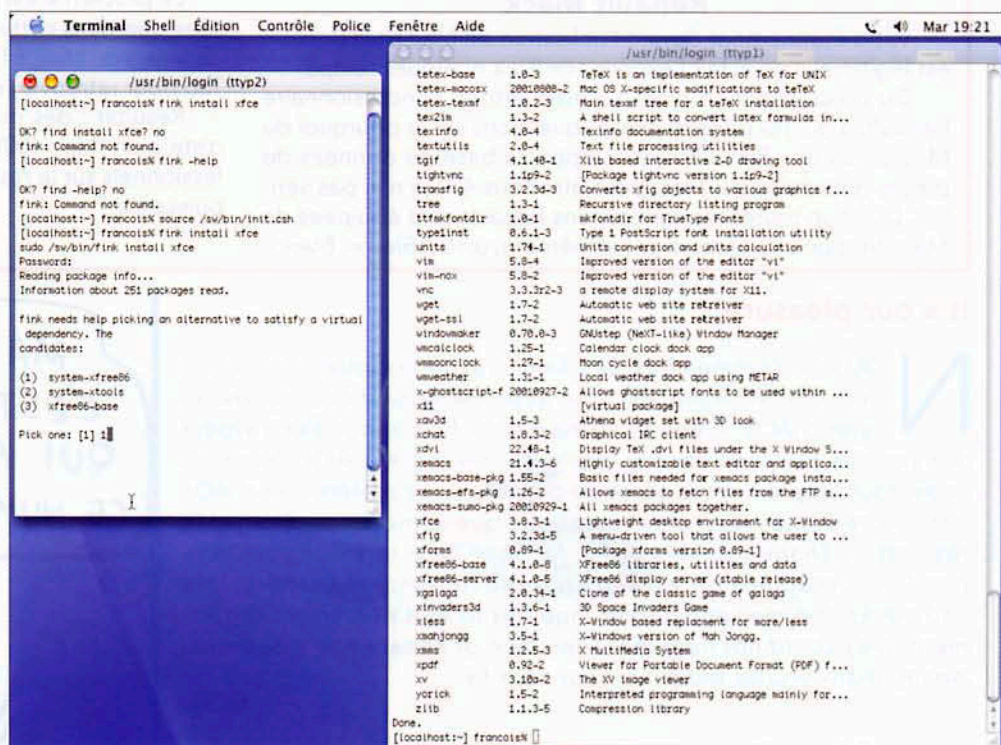 Terminal Shell Édition Contrôle Police Fenêtre Aide Mar 19:21
/usr/bin/login (ttyp2)
[localhost:~] francois% fink install xfce
OK? find install xfce? no
fink: Command not found.
[localhost:~] francois% fink -help
OK? find -help? no
fink: Command not found.
[localhost:~] francois% source /sw/bin/init.csh
[localhost:~] francois% fink install xfce
sudo /sw/bin/fink install xfce
Password:
Reading package info...
Information about 251 packages read.
fink needs help picking an alternative to satisfy a virtual
dependency. The
candidates:
(1) system-xfree86
(2) system-xtools
(3) xfree86-base
Pick one: [1] 1
/usr/bin/login (ttyp1)
tetex-base 1.0-3 TeTeX is an implementation of TeX for UNIX
tetex-macosx 20010808-2 Mac OS X-specific modifications to teTeX
tetex-texmf 1.0.2-3 Main texmf tree for a teTeX installation
tex2im 1.3-2 A shell script to convert latex formulas in...
texinfo 4.0-4 Texinfo documentation system
textutils 2.0-4 Text file processing utilities
tgif 4.1.40-1 Xlib based interactive 2-D drawing tool
tightvnc 1.1p9-2 [Package tightvnc version 1.1p9-2]
transfig 3.2.3d-3 Converts xfig objects to various graphics f...
tree 1.3-1 Recursive directory listing program
ttfmkfontdir 1.0-1 mkfontdir for TrueType Fonts
type1inst 0.6.1-3 Type 1 PostScript font installation utility
units 1.74-1 Units conversion and units calculation
vim 5.8-4 Improved version of the editor "vi"
vim-nox 5.8-2 Improved version of the editor "vi"
vnc 3.3.3r2-3 a remote display system for X11.
wget 1.7-2 Automatic web site retreiver
wget-ssl 1.7-2 Automatic web site retreiver
windowmaker 0.70.0-3 GNUstep (NeXT-like) Window Manager
wmcalclock 1.25-1 Calendar clock dock app
wmmoonclock 1.27-1 Moon cycle dock app
wmweather 1.31-1 Local weather dock app using METAR
x-ghostscript-f 20010927-2 Allows ghostscript fonts to be used within ...
x11 [virtual package]
xaw3d 1.5-3 Athena widget set with 3D look
xchat 1.8.3-2 Graphical IRC client
xdvi 22.40-1 Display TeX .dvi files under the X Window S...
xemacs 21.4.3-6 Highly customizable text editor and applica...
xemacs-base-pkg 1.55-2 Basic files needed for xemacs package insta...
xemacs-efs-pkg 1.26-2 Allows xemacs to fetch files from the FTP s...
xemacs-sumo-pkg 20010929-1 All xemacs packages together.
xfce 3.8.3-1 Lightweight desktop environment for X-Window
xfig 3.2.3d-5 A menu-driven tool that allows the user to ...
xforms 0.89-1 [Package xforms version 0.89-1]
xfree86-base 4.1.0-8 XFree86 libraries, utilities and data
xfree86-server 4.1.0-5 XFree86 display server (stable release)
xgalaga 2.0.34-1 Clone of the classic game of galaga
xinvaders3d 1.3.6-1 3D Space Invaders Game
xless 1.7-1 X-Window based replacment for more/less
xmahjongg 3.5-1 X-Windows version of Mah Jongg.
xmms 1.2.5-3 X MultiMedia System
xpdf 0.92-2 Viewer for Portable Document Format (PDF) f...
xv 3.10a-2 The XV image viewer
yorick 1.5-2 Interpreted programming language mainly for...
zlib 1.1.3-5 Compression library
Done.
[localhost:~] francois%